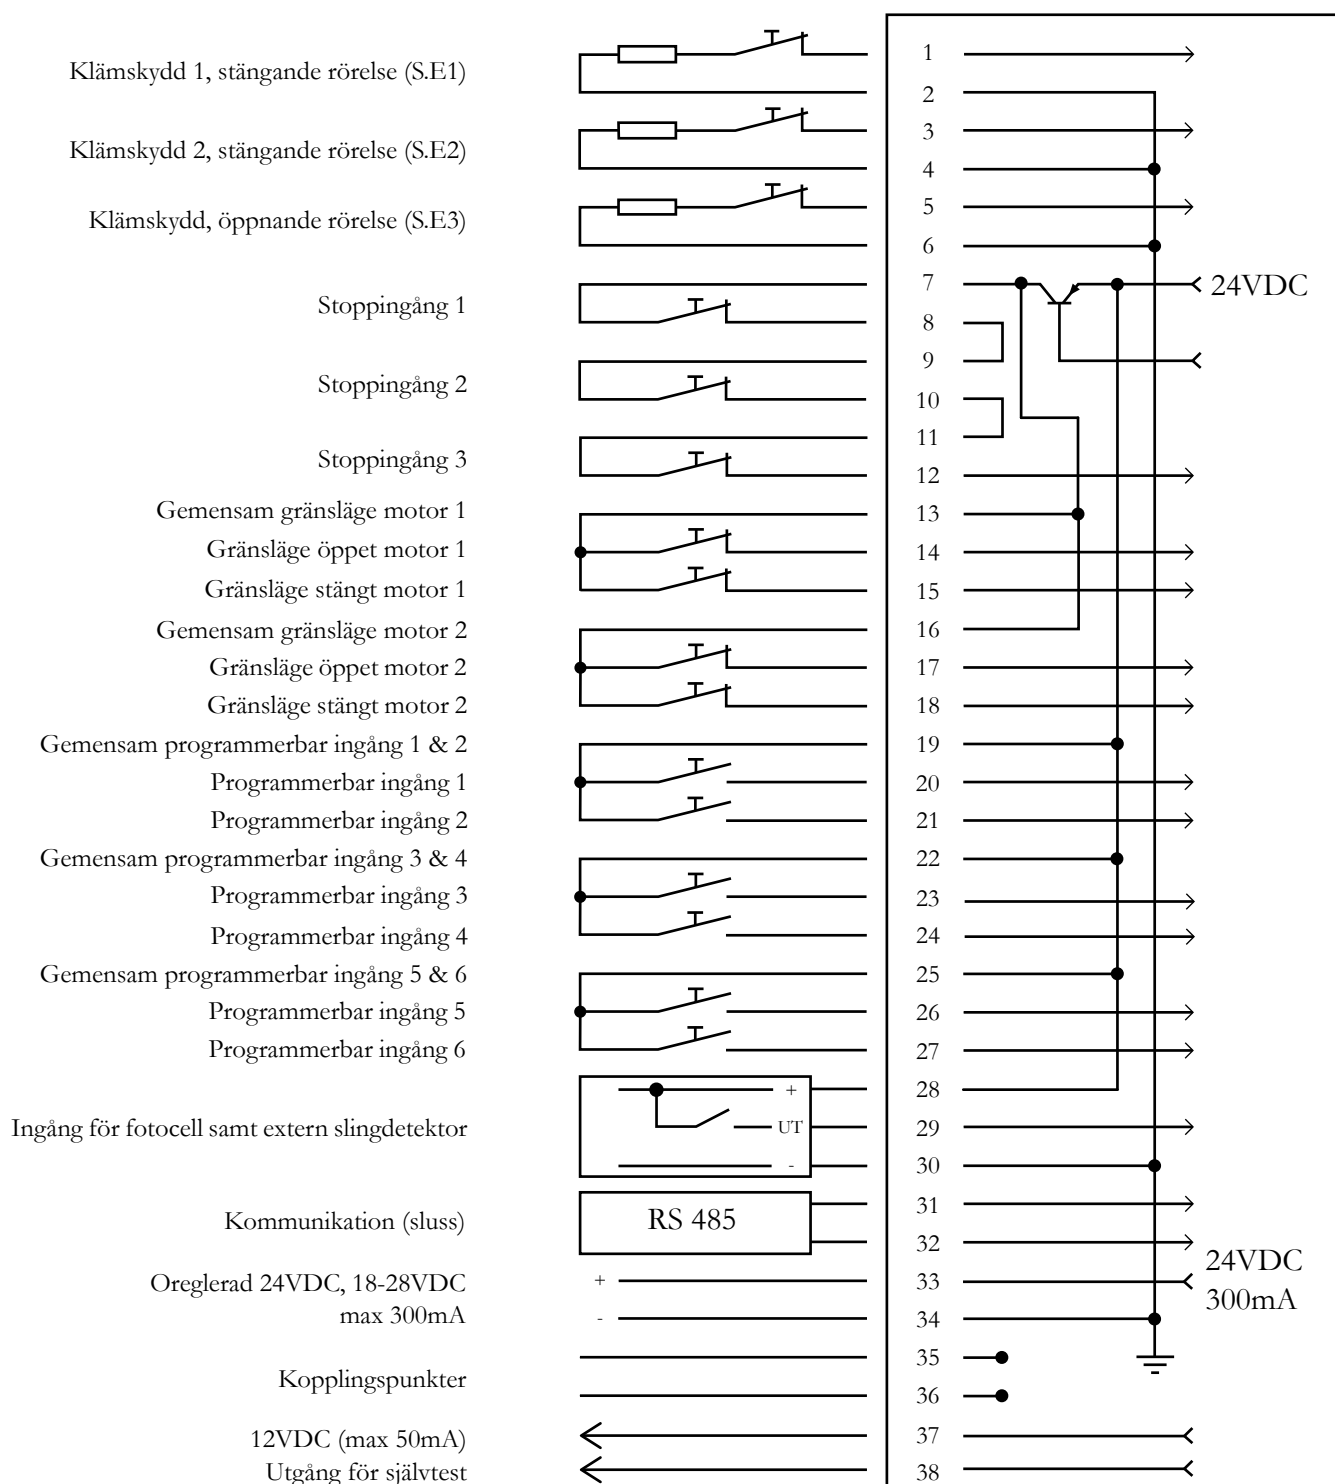 Klämskydd 1, stängande rörelse (S.E1)
1
2
Klämskydd 2, stängande rörelse (S.E2)
3
4
Klämskydd, öppnande rörelse (S.E3)
5
6
7
24VDC
Stoppingång 1
8
9
Stoppingång 2
10
11
Stoppingång 3
12
Gemensam gränsläge motor 1
13
Gränsläge öppet motor 1
14
Gränsläge stängt motor 1
15
Gemensam gränsläge motor 2
16
Gränsläge öppet motor 2
17
Gränsläge stängt motor 2
18
Gemensam programmerbar ingång 1 & 2
19
Programmerbar ingång 1
20
Programmerbar ingång 2
21
Gemensam programmerbar ingång 3 & 4
22
Programmerbar ingång 3
23
Programmerbar ingång 4
24
Gemensam programmerbar ingång 5 & 6
25
Programmerbar ingång 5
26
Programmerbar ingång 6
27
+
28
Ingång för fotocell samt extern slingdetektor
UT
29
-
30
31
Kommunikation (sluss)
RS 485
32
Oreglerad 24VDC, 18-28VDC
max 300mA
+
33
24VDC
300mA
-
34
35
Kopplingspunkter
36
12VDC (max 50mA)
37
Utgång för självtest
38